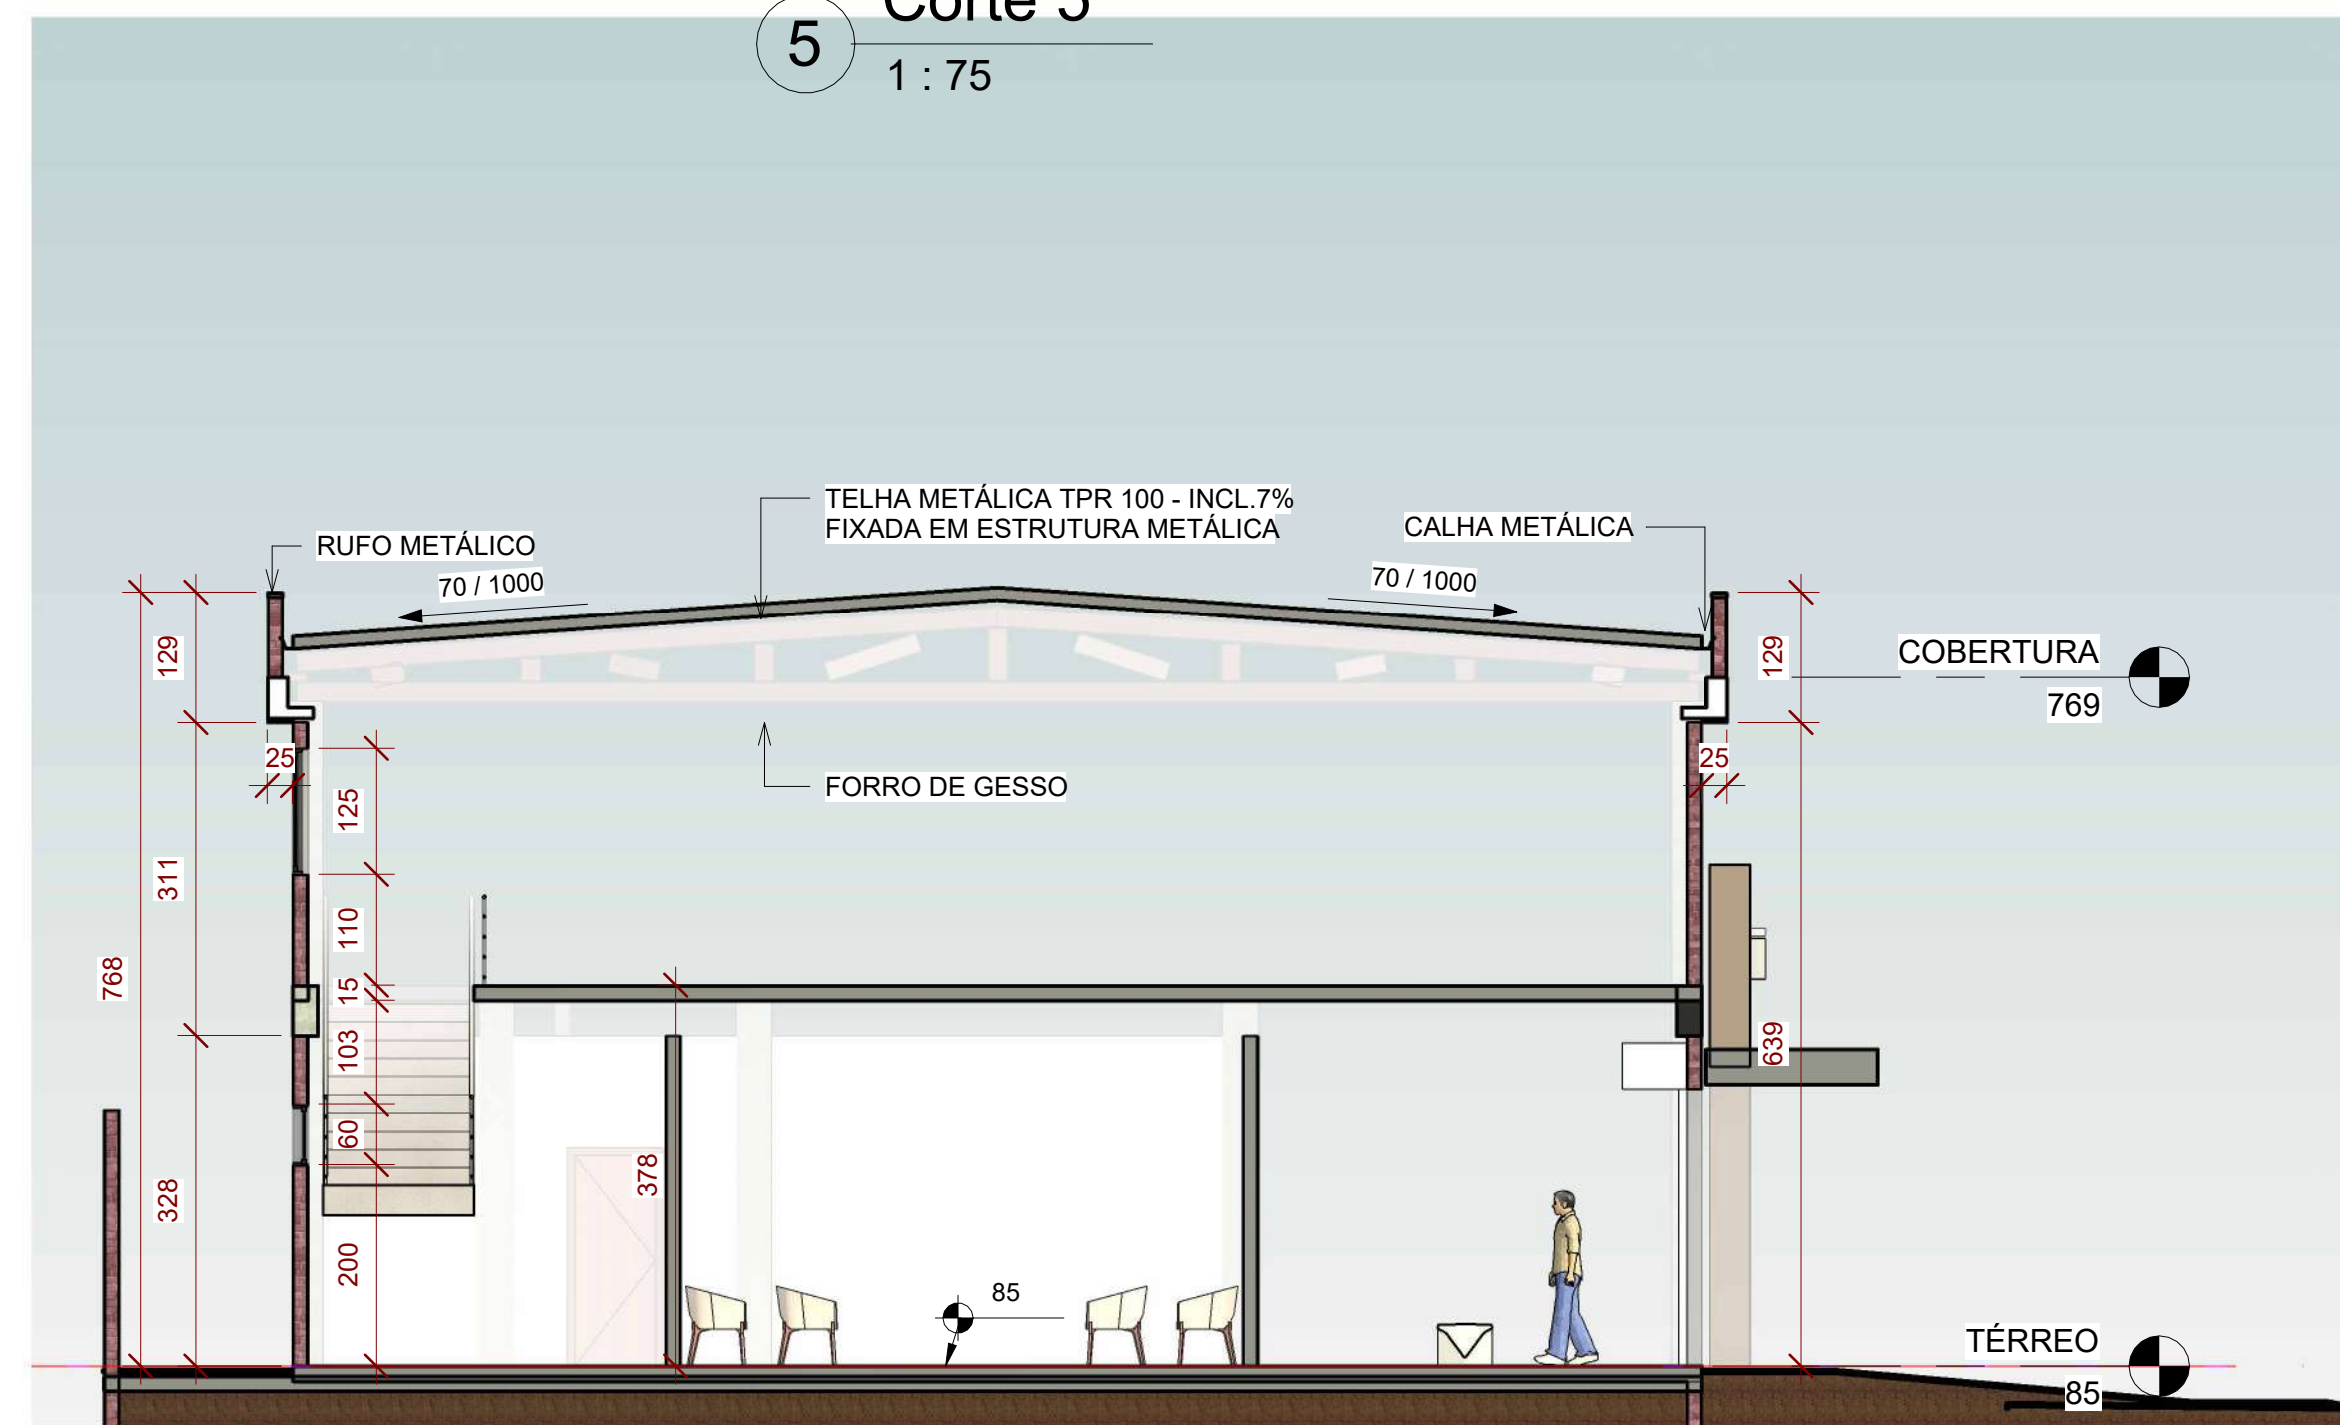 Corte 5
5
1 : 75
TELHA METÁLICA TPR 100 - INCL.7%
FIXADA EM ESTRUTURA METÁLICA
CALHA METÁLICA
RUFO METÁLICO
70 / 1000
70 / 1000
129
129
COBERTURA
769
25
25
FORRO DE GESSO
125
311
110
768
15
103
639
60
378
328
200
85
TÉRREO
85